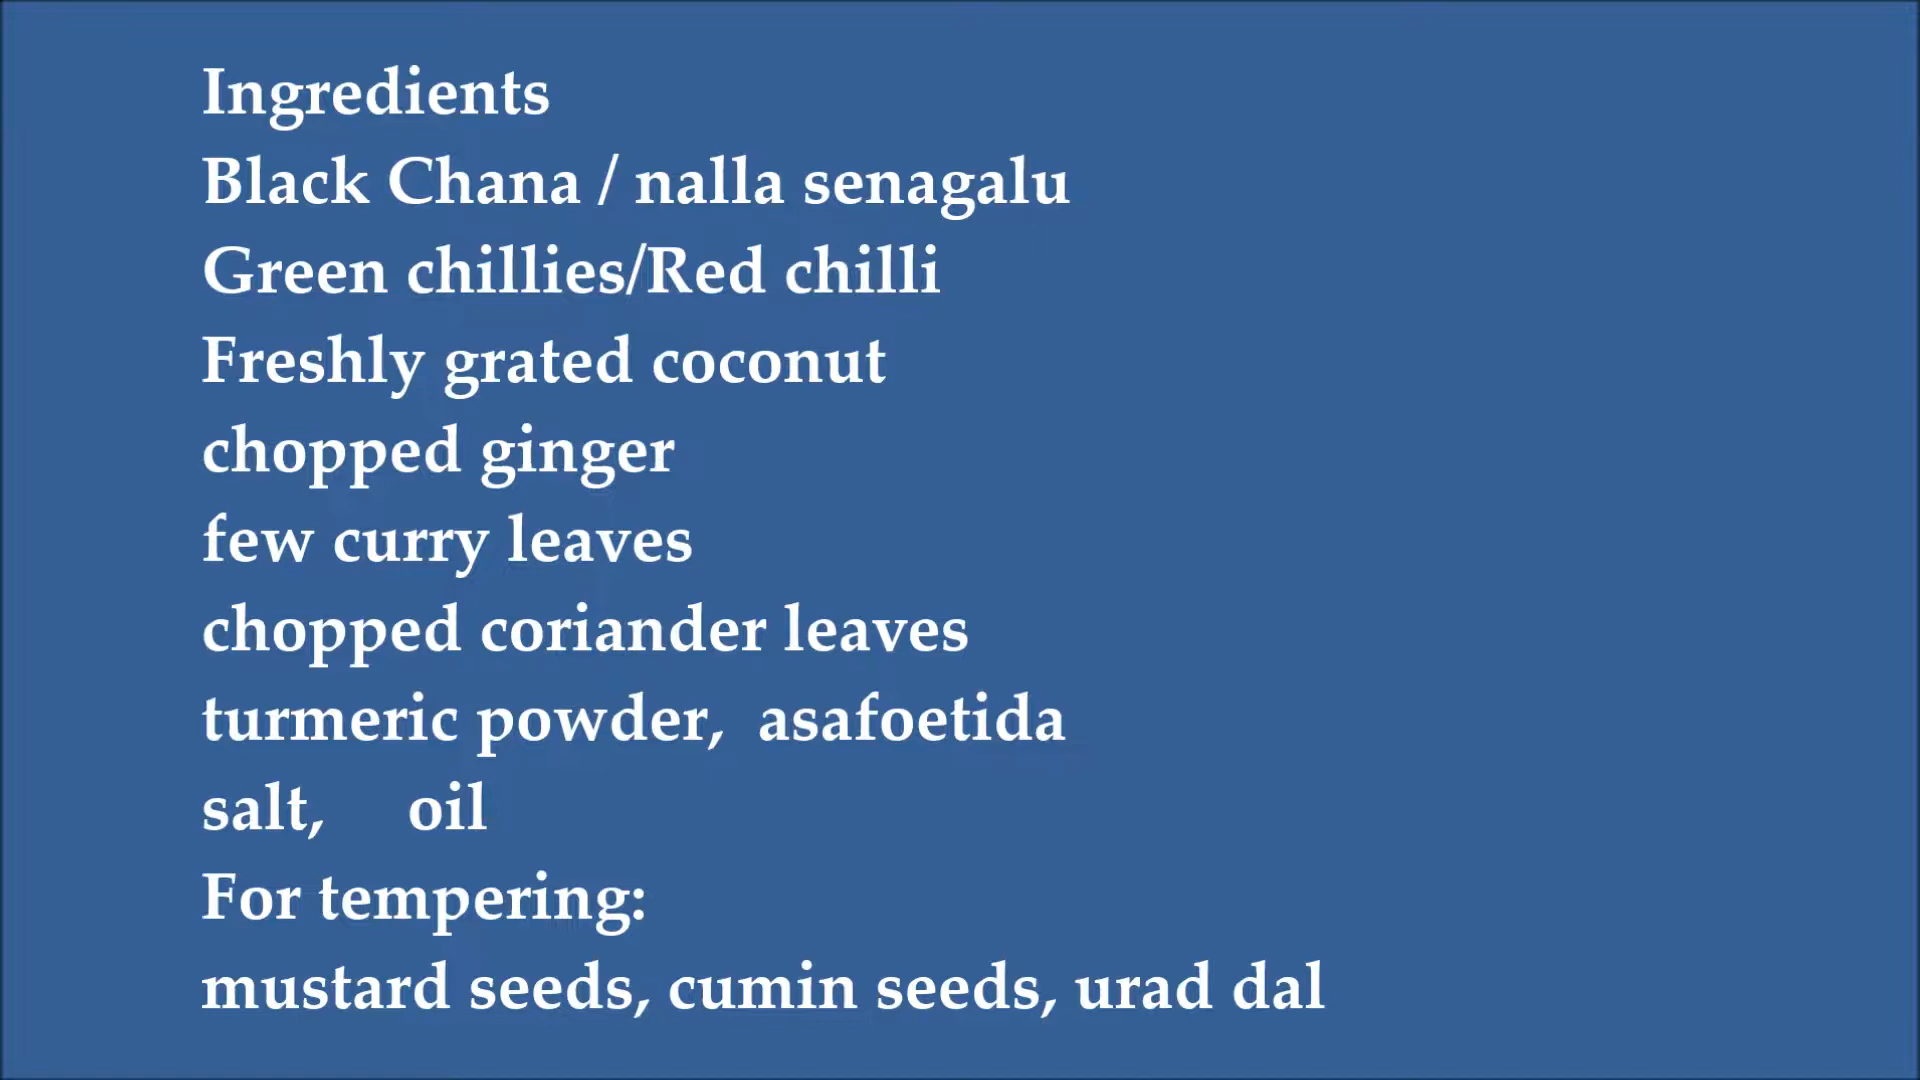 Ingredients
Black Chana / nalla senagalu
Green chillies/Red chilli
Freshly grated coconut
chopped ginger
few curry leaves
chopped coriander leaves
turmeric powder,  asafoetida
salt,     oil
For tempering:
mustard seeds, cumin seeds, urad dal